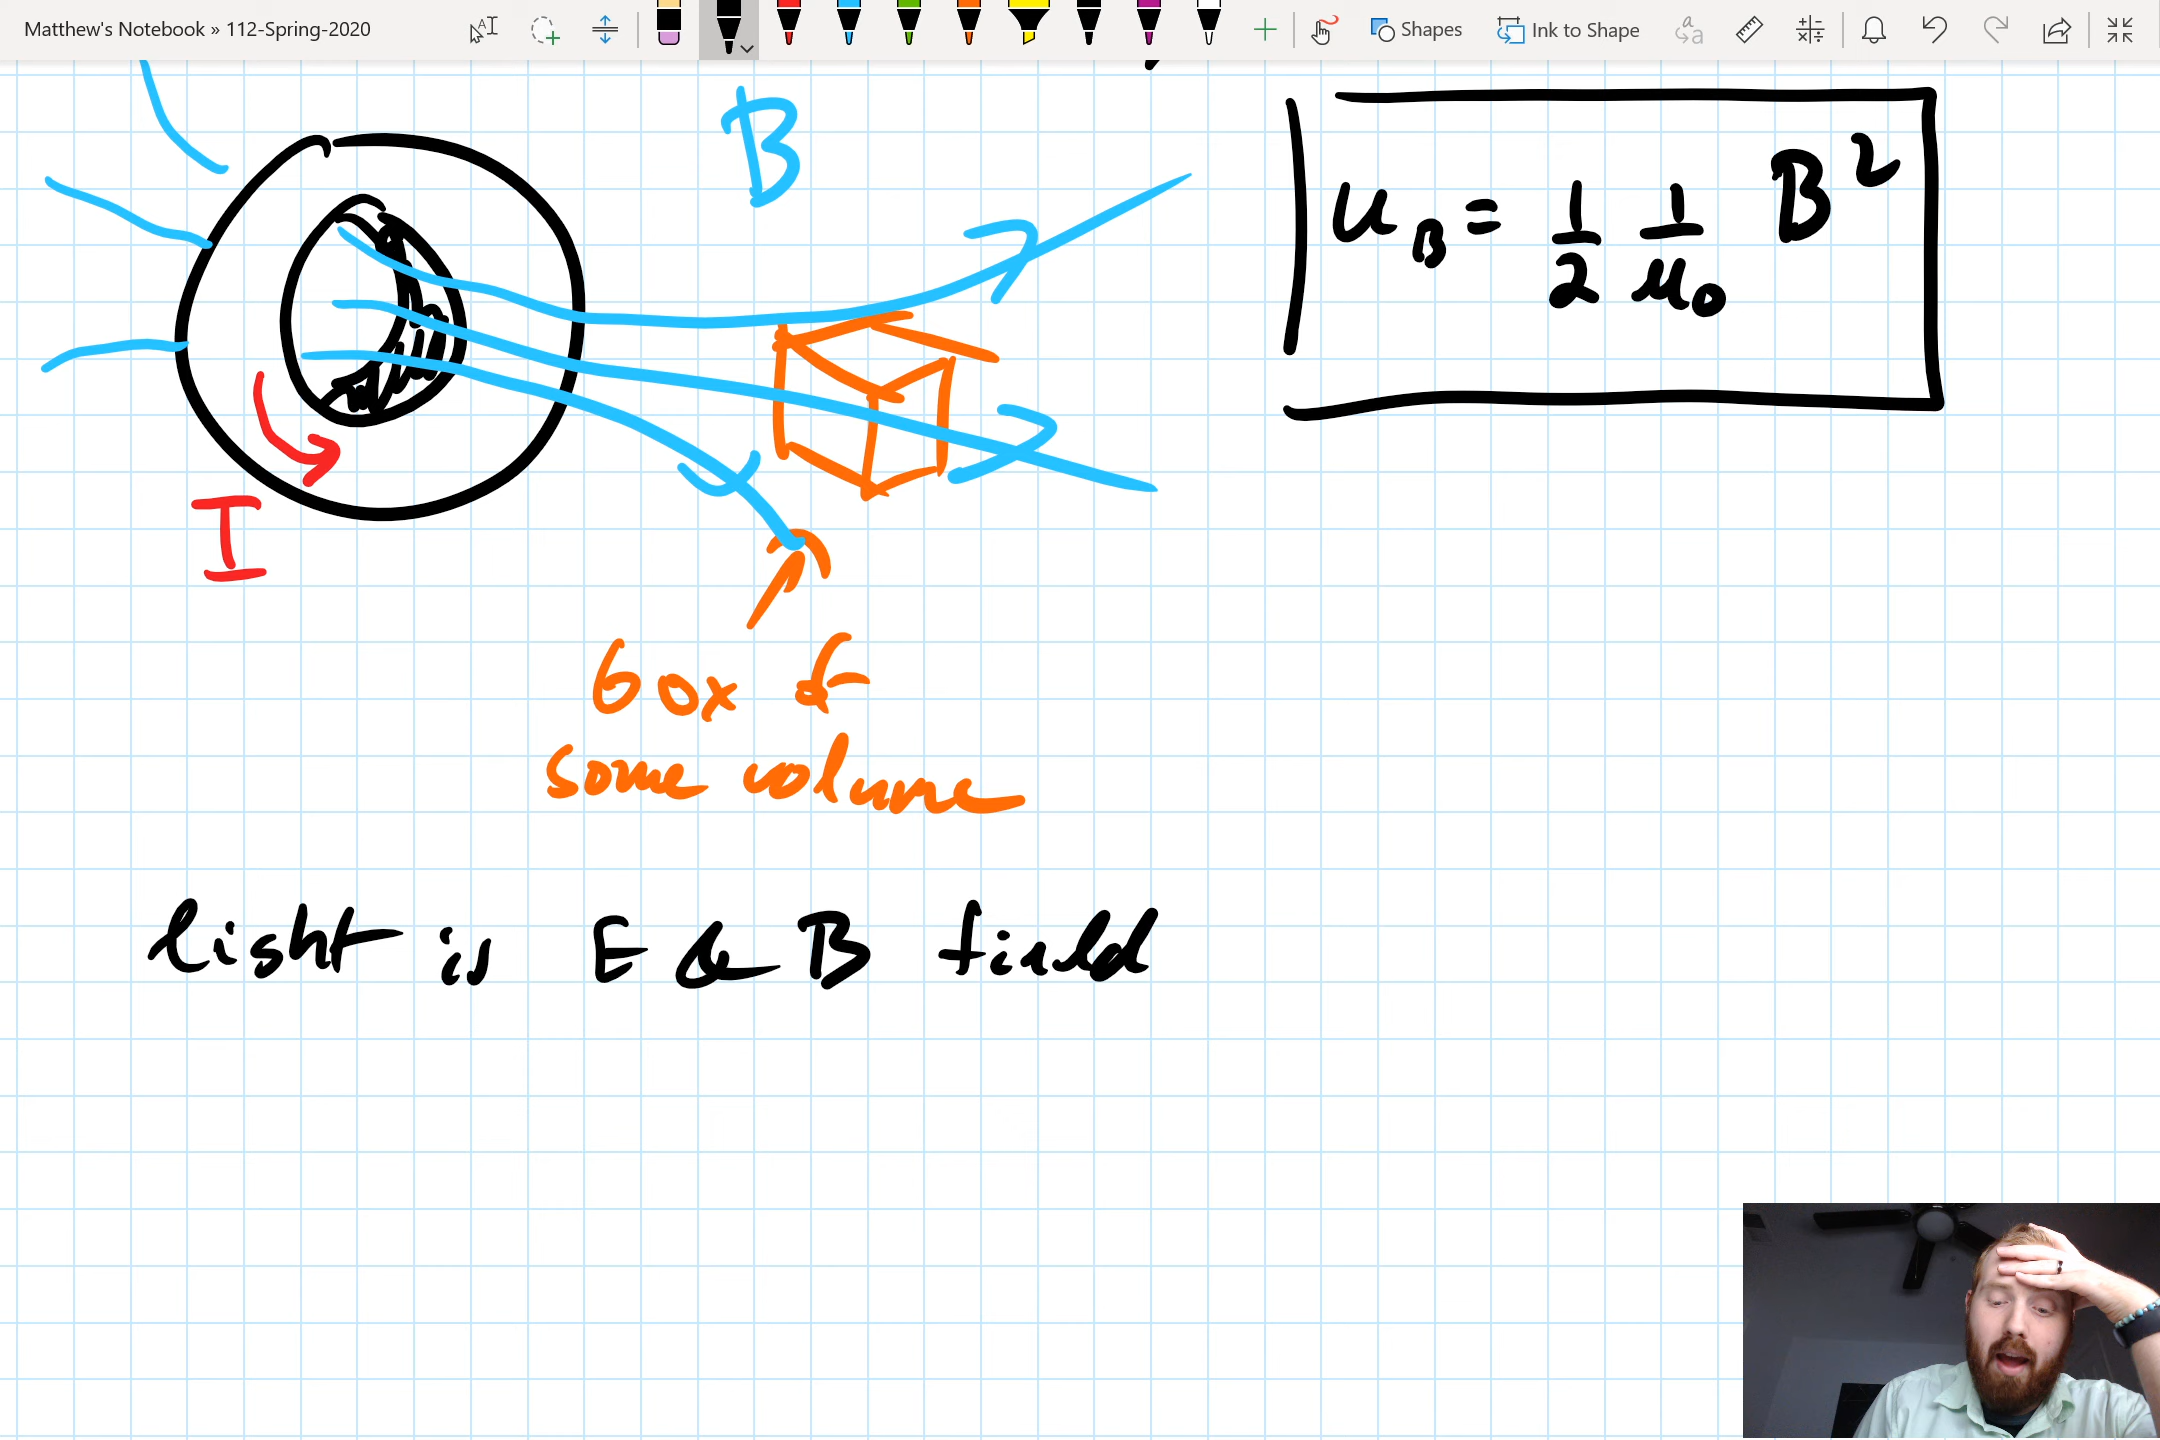 Matthew's Notebook » 112-Spring-2020
Shapes
Ink to Shape
B
u_B = 1/2 1/μ₀ B²
I
box of
some volume
light is E & B field